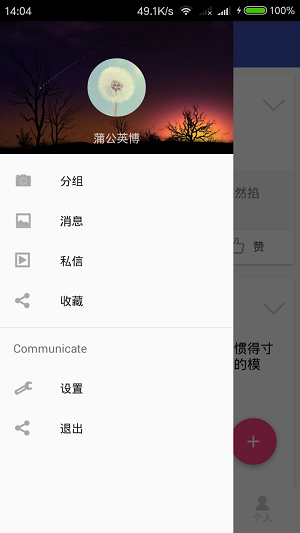 14:04
49.1K/s
100%
蒲公英博
分组
消息
私信
收藏
Communicate
设置
退出
然掐
赞
惯得寸
的模
个人